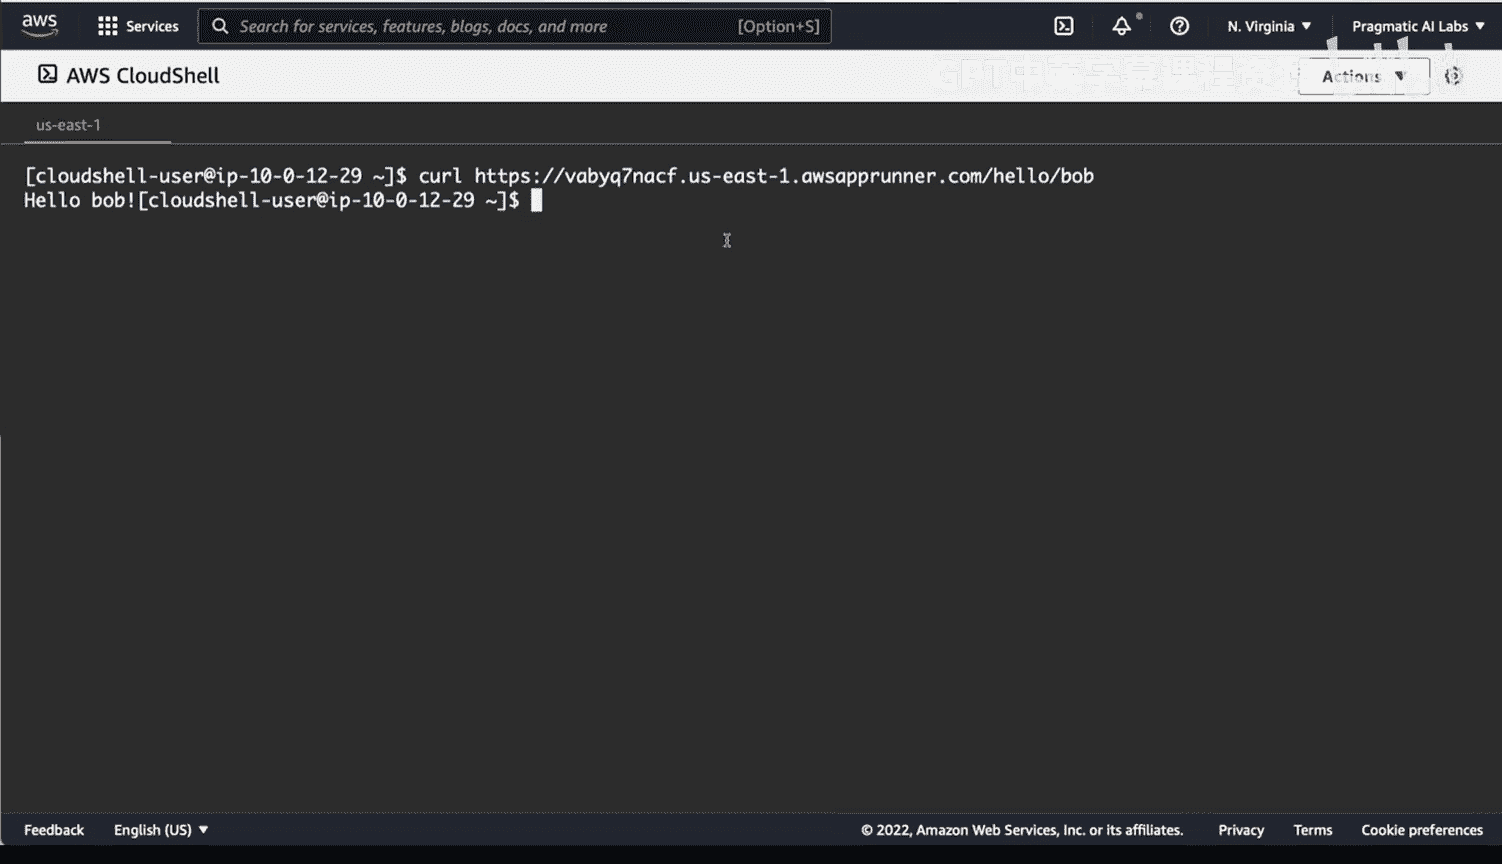 aws Services Search for services, features, blogs, docs, and more [Option+S] N. Virginia ▼ Pragmatic AI Labs ▼
AWS CloudShell Actions ▼
us-east-1
[cloudshell-user@ip-10-0-12-29 ~]$ curl https://vabyq7nacf.us-east-1.awsapprunner.com/hello/bob
Hello bob![cloudshell-user@ip-10-0-12-29 ~]$
Feedback English (US) ▼ © 2022, Amazon Web Services, Inc. or its affiliates. Privacy Terms Cookie preferences